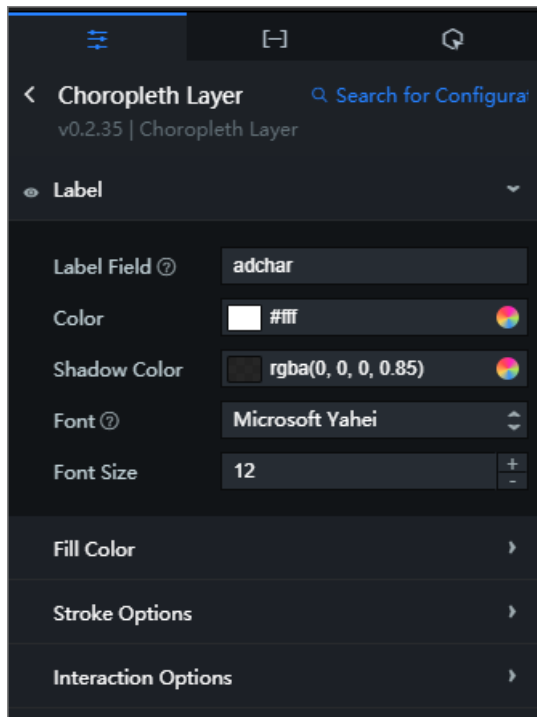 Choropleth Layer
Search for Configurat
v0.2.35 | Choropleth Layer
Label
Label Field
adchar
Color
#fff
Shadow Color
rgba(0, 0, 0, 0.85)
Font
Microsoft Yahei
Font Size
12
Fill Color
Stroke Options
Interaction Options